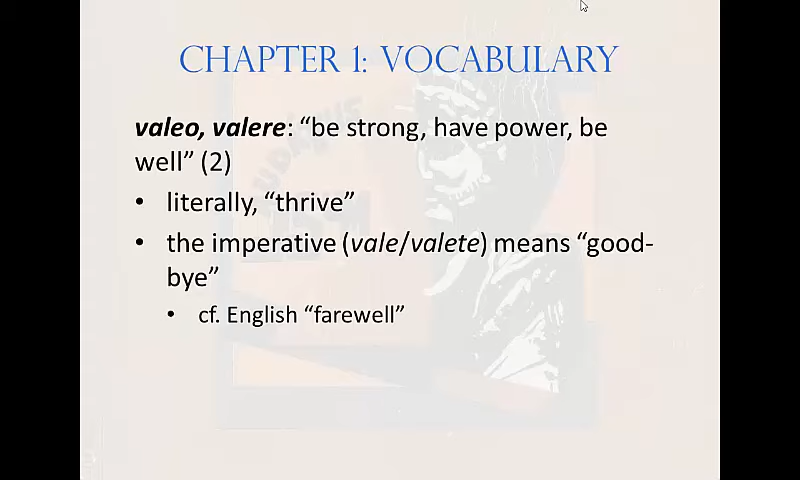 CHAPTER 1: VOCABULARY
valeo, valere: “be strong, have power, be
well” (2)
• literally, “thrive”
• the imperative (vale/valete) means “good-
bye”
• cf. English “farewell”